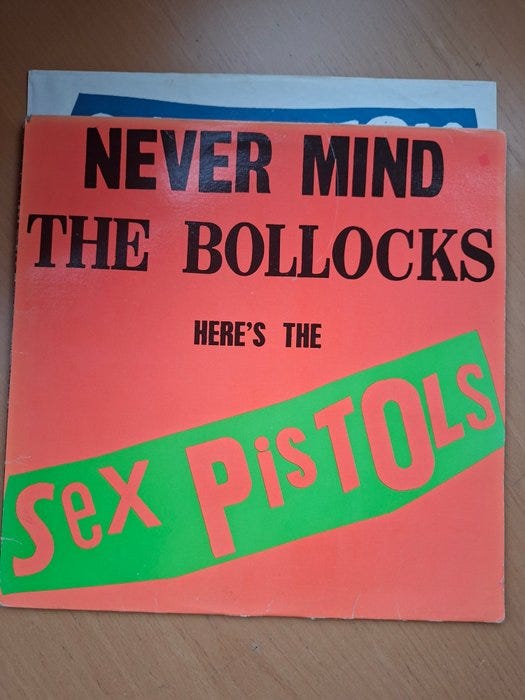 NEVER MIND
THE BOLLOCKS
HERE'S THE
Sex PisTOLS